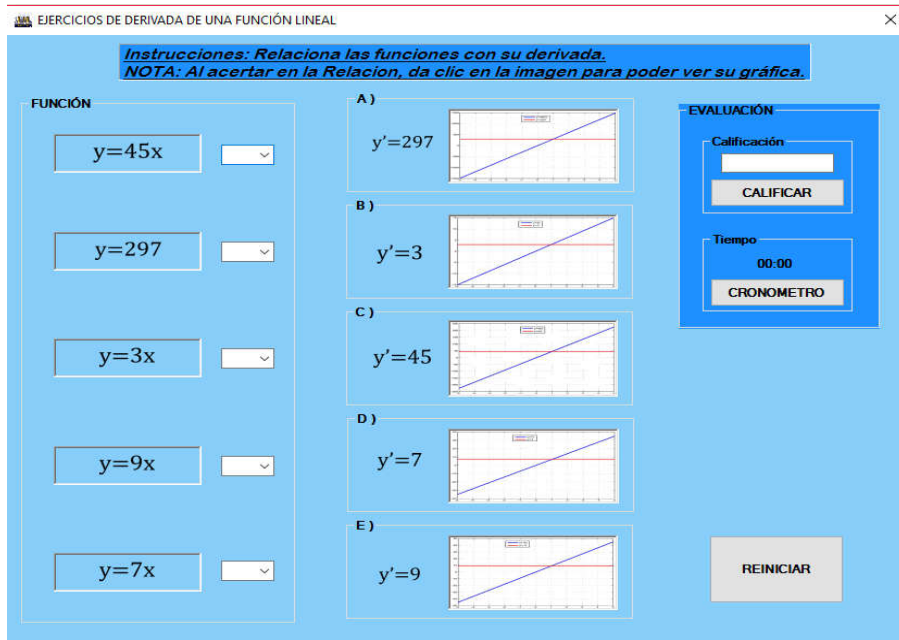 EJERCICIOS DE DERIVADA DE UNA FUNCIÓN LINEAL
Instrucciones: Relaciona las funciones con su derivada.
NOTA: Al acertar en la Relacion, da clic en la imagen para poder ver su gráfica.
FUNCIÓN
y=45x
y=297
y=3x
y=9x
y=7x
A )
y'=297
B )
y'=3
C )
y'=45
D )
y'=7
E )
y'=9
EVALUACIÓN
Calificación
CALIFICAR
Tiempo
00:00
CRONOMETRO
REINICIAR